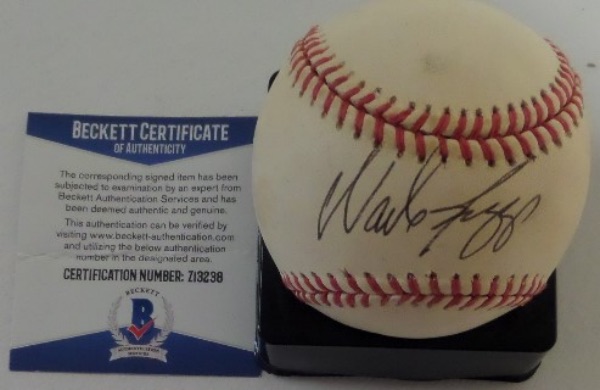 BECKETT CERTIFICATE
OF AUTHENTICITY
The corresponding signed item has been
subjected to examination by an expert from
Beckett Authentication Services and has
been deemed authentic and genuine.
This authentication can be verified by
visiting www.beckett-authentication.com
and utilizing the below authentication
number in the designated area.
CERTIFICATION NUMBER: Z13238
BECKETT
B
Wade Boggs